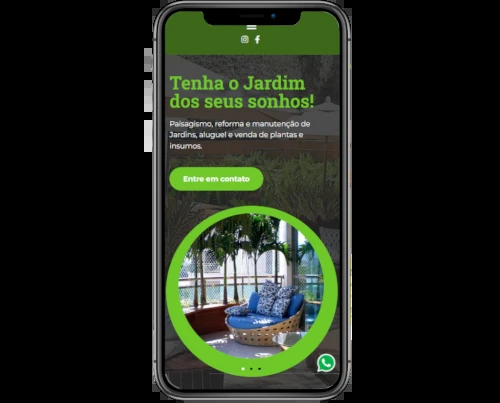 Tenha o Jardim
dos seus sonhos!
Paisagismo, reforma e manutenção de
Jardins, aluguel e venda de plantas e
insumos.
Entre em contato